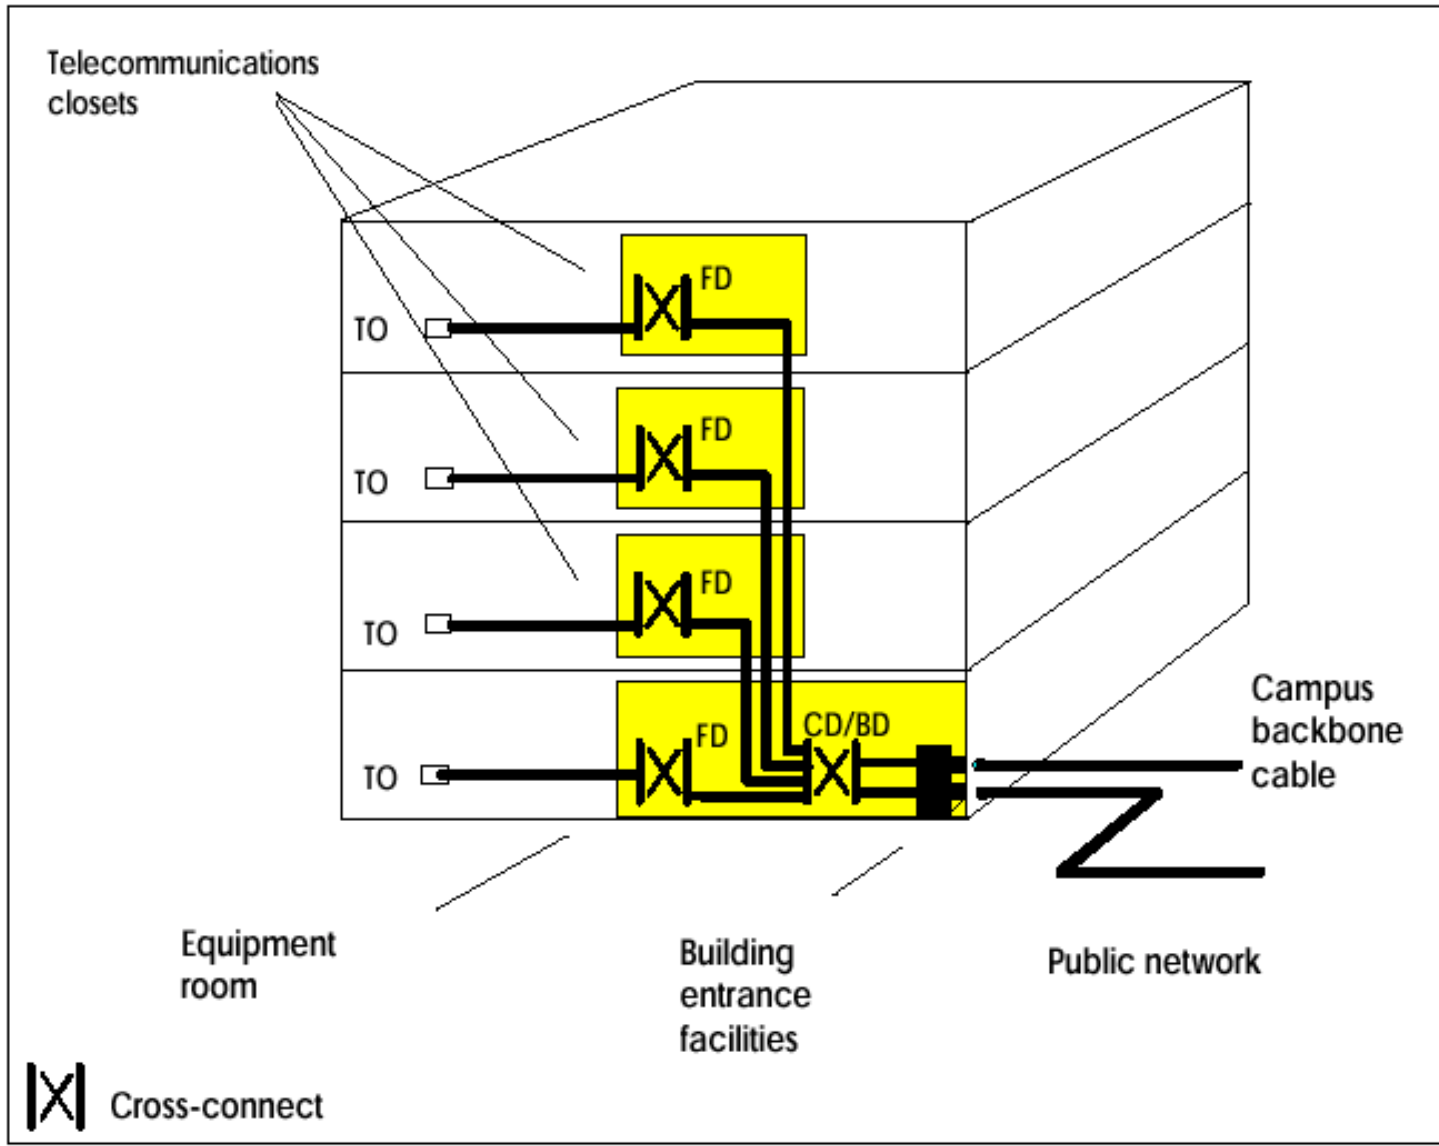 Telecommunications
closets
FD
TO
FD
TO
FD
TO
FD
CD/BD
TO
Campus
backbone
cable
Equipment
room
Building
entrance
facilities
Public network
Cross-connect